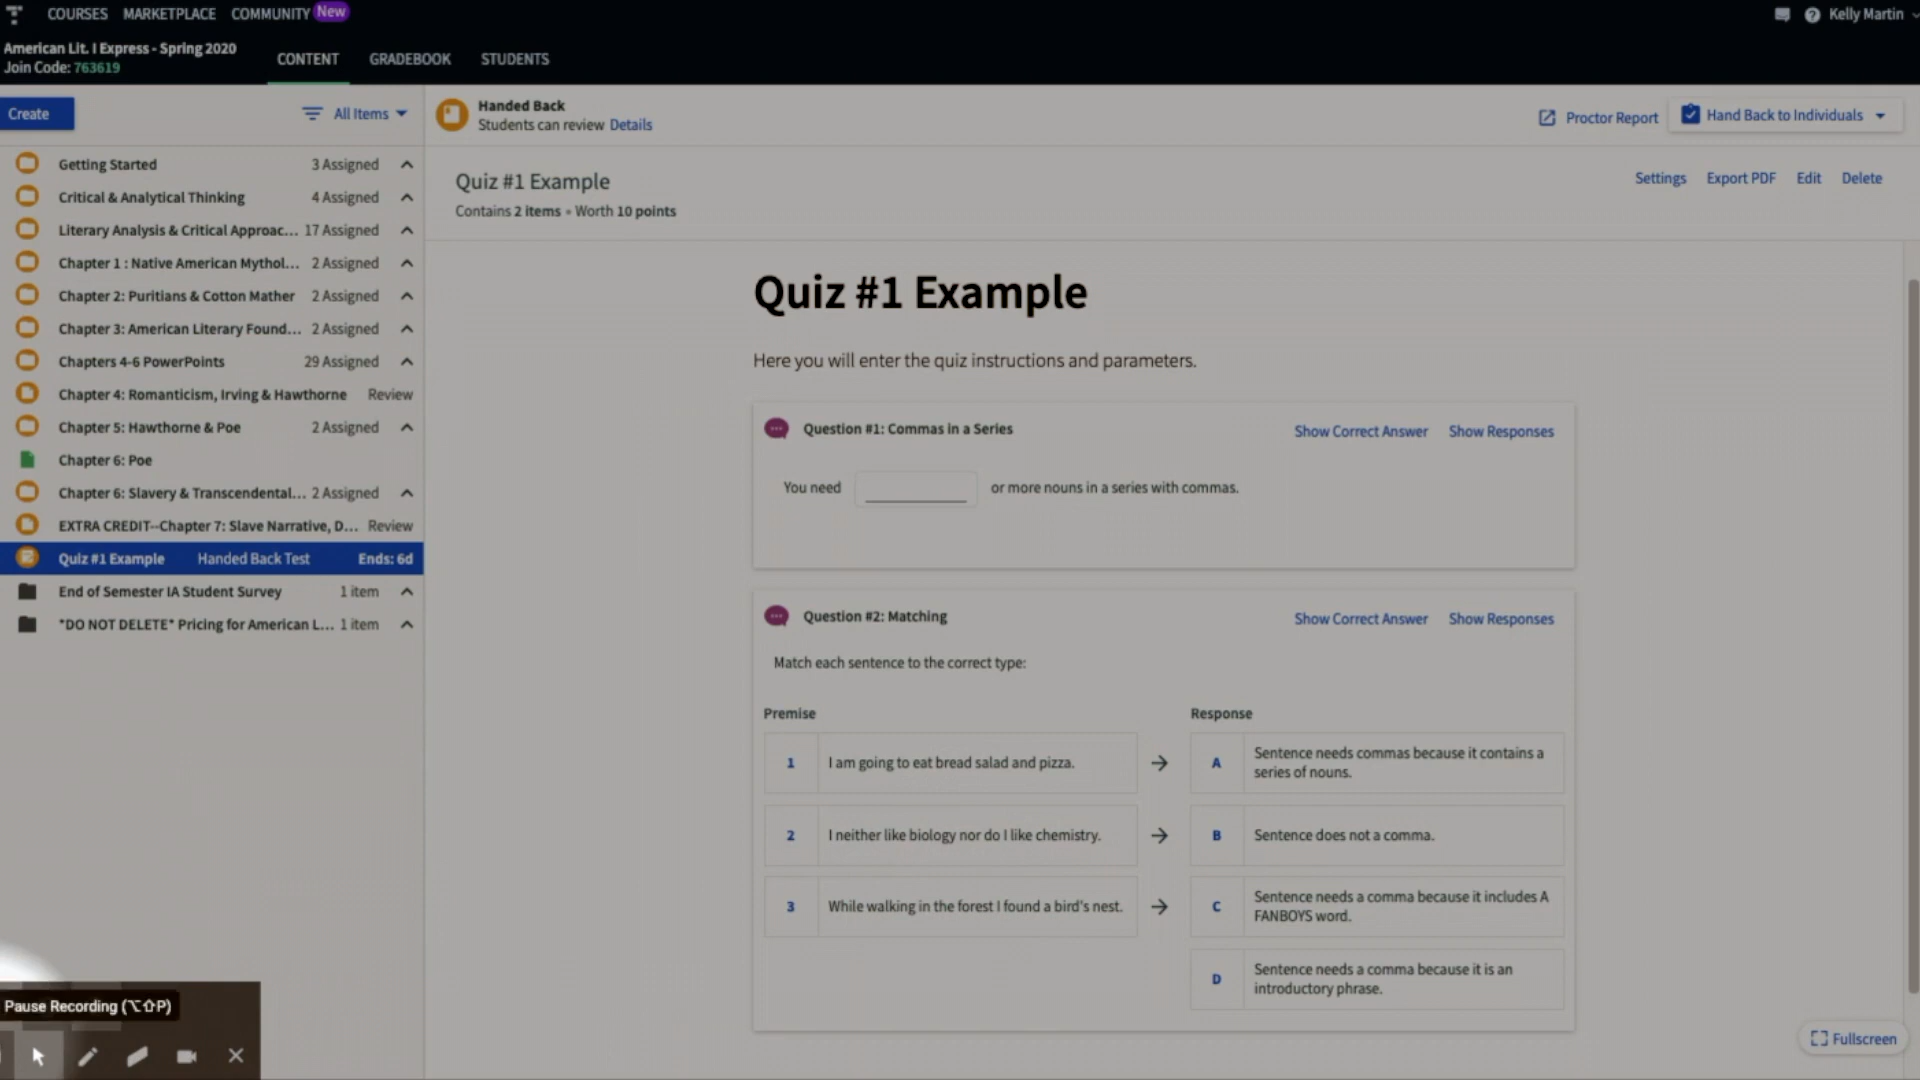 COURSES MARKETPLACE COMMUNITY New Kelly Martin
American Lit. I Express - Spring 2020
Join Code: 763619
CONTENT GRADEBOOK STUDENTS
Create All Items
Getting Started 3 Assigned
Critical & Analytical Thinking 4 Assigned
Literary Analysis & Critical Approac... 17 Assigned
Chapter 1 : Native American Mythol... 2 Assigned
Chapter 2: Puritians & Cotton Mather 2 Assigned
Chapter 3: American Literary Found... 2 Assigned
Chapters 4-6 PowerPoints 29 Assigned
Chapter 4: Romanticism, Irving & Hawthorne Review
Chapter 5: Hawthorne & Poe 2 Assigned
Chapter 6: Poe
Chapter 6: Slavery & Transcendental... 2 Assigned
EXTRA CREDIT--Chapter 7: Slave Narrative, D... Review
Quiz #1 Example Handed Back Test Ends: 6d
End of Semester IA Student Survey 1 item
*DO NOT DELETE* Pricing for American L... 1 item
Handed Back
Students can review Details
Proctor Report Hand Back to Individuals
Quiz #1 Example
Contains 2 items • Worth 10 points
Settings Export PDF Edit Delete
Quiz #1 Example
Here you will enter the quiz instructions and parameters.
Question #1: Commas in a Series Show Correct Answer Show Responses
You need ________ or more nouns in a series with commas.
Question #2: Matching Show Correct Answer Show Responses
Match each sentence to the correct type:
Premise Response
1 I am going to eat bread salad and pizza. → A Sentence needs commas because it contains a
series of nouns.
2 I neither like biology nor do I like chemistry. → B Sentence does not a comma.
3 While walking in the forest I found a bird's nest. → C Sentence needs a comma because it includes A
FANBOYS word.
D Sentence needs a comma because it is an
introductory phrase.
Pause Recording (⌥⇧P)
Fullscreen